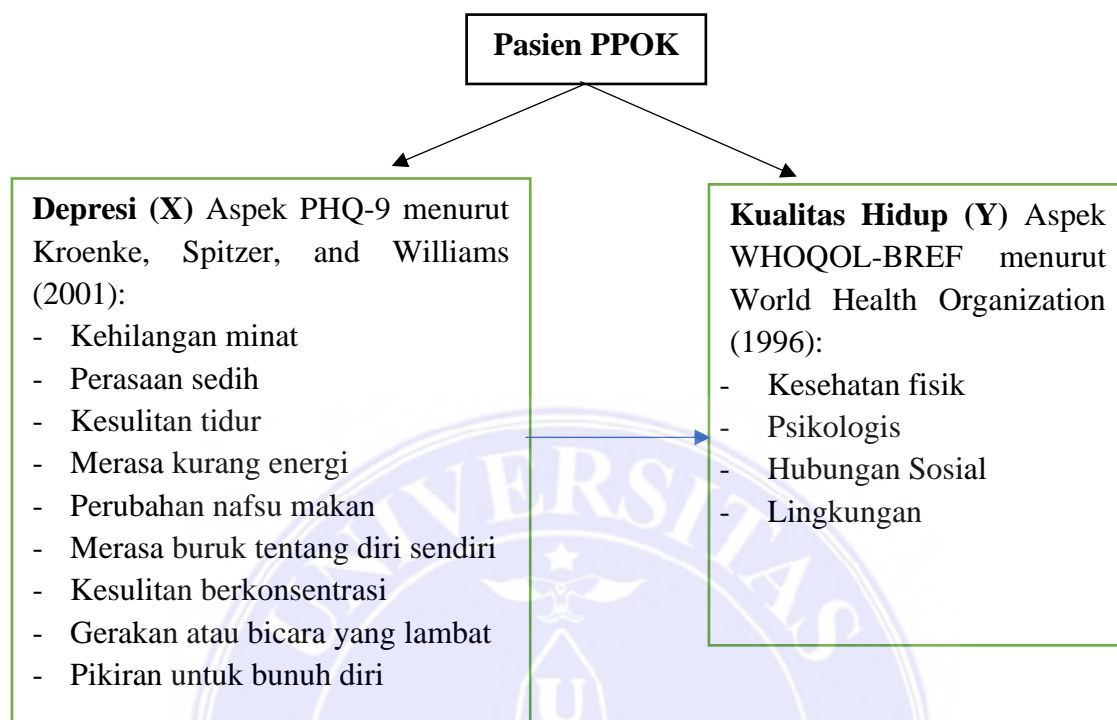 Pasien PPOK
Depresi (X) Aspek PHQ-9 menurut
Kroenke, Spitzer, and Williams
(2001):
- Kehilangan minat
- Perasaan sedih
- Kesulitan tidur
- Merasa kurang energi
- Perubahan nafsu makan
- Merasa buruk tentang diri sendiri
- Kesulitan berkonsentrasi
- Gerakan atau bicara yang lambat
- Pikiran untuk bunuh diri
Kualitas Hidup (Y) Aspek
WHOQOL-BREF menurut
World Health Organization
(1996):
- Kesehatan fisik
- Psikologis
- Hubungan Sosial
- Lingkungan
UNIVERSITAS
U